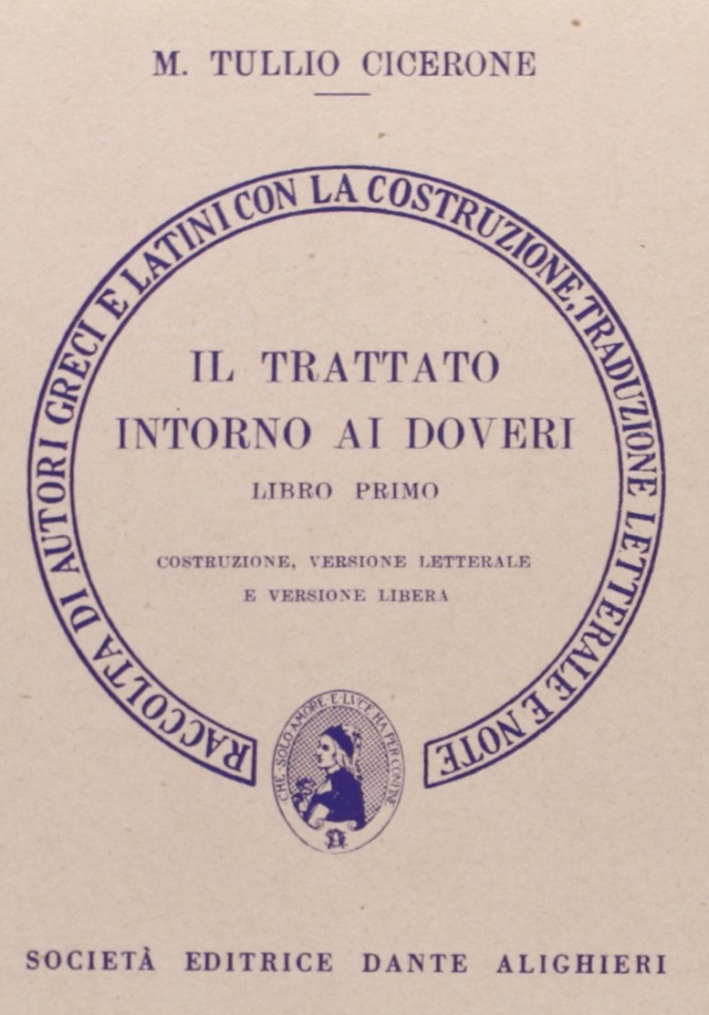 M. TULLIO CICERONE
RACCOLTA DI AUTORI GRECI E LATINI CON LA COSTRUZIONE, TRADUZIONE LETTERALE E NOTE
IL TRATTATO
INTORNO AI DOVERI
LIBRO PRIMO
COSTRUZIONE, VERSIONE LETTERALE
E VERSIONE LIBERA
CHE SOLO AMORE E LVCE HA PER CONFINE
SOCIETÀ EDITRICE DANTE ALIGHIERI